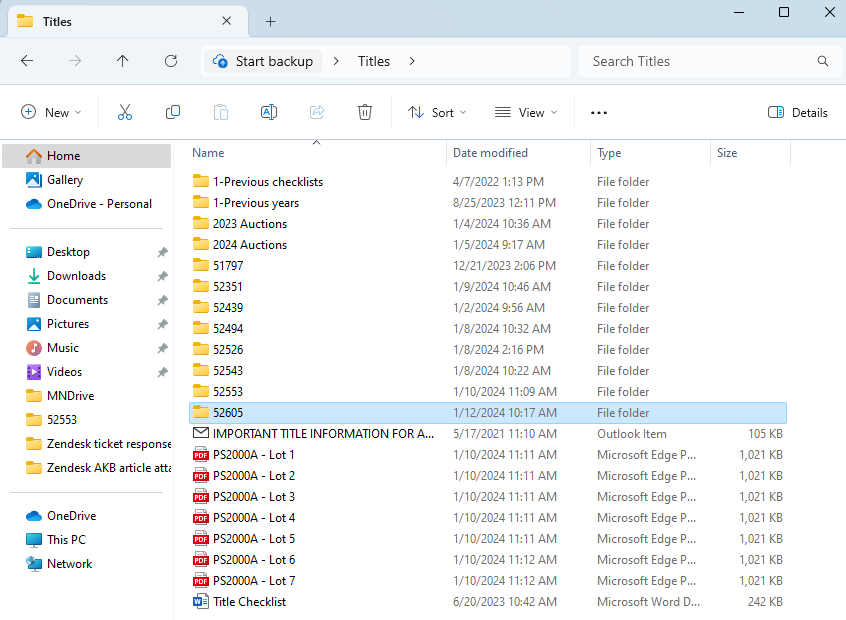 Titles
Start backup > Titles >
Search Titles
New
Sort
View
Details
Home
Gallery
OneDrive - Personal
Desktop
Downloads
Documents
Pictures
Music
Videos
MNDrive
52553
Zendesk ticket response
Zendesk AKB article atta
OneDrive
This PC
Network
Name Date modified Type Size
1-Previous checklists 4/7/2022 1:13 PM File folder
1-Previous years 8/25/2023 12:11 PM File folder
2023 Auctions 1/4/2024 10:36 AM File folder
2024 Auctions 1/5/2024 9:17 AM File folder
51797 12/21/2023 2:06 PM File folder
52351 1/9/2024 10:46 AM File folder
52439 1/2/2024 9:56 AM File folder
52494 1/8/2024 10:32 AM File folder
52526 1/8/2024 2:16 PM File folder
52543 1/8/2024 10:22 AM File folder
52553 1/10/2024 11:09 AM File folder
52605 1/12/2024 10:17 AM File folder
IMPORTANT TITLE INFORMATION FOR A... 5/17/2021 11:10 AM Outlook Item 105 KB
PS2000A - Lot 1 1/10/2024 11:11 AM Microsoft Edge P... 1,021 KB
PS2000A - Lot 2 1/10/2024 11:11 AM Microsoft Edge P... 1,021 KB
PS2000A - Lot 3 1/10/2024 11:11 AM Microsoft Edge P... 1,021 KB
PS2000A - Lot 4 1/10/2024 11:11 AM Microsoft Edge P... 1,021 KB
PS2000A - Lot 5 1/10/2024 11:11 AM Microsoft Edge P... 1,021 KB
PS2000A - Lot 6 1/10/2024 11:12 AM Microsoft Edge P... 1,021 KB
PS2000A - Lot 7 1/10/2024 11:12 AM Microsoft Edge P... 1,021 KB
Title Checklist 6/20/2023 10:42 AM Microsoft Word D... 242 KB